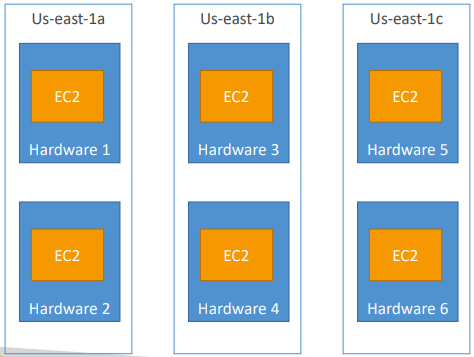 Us-east-1a
Us-east-1b
Us-east-1c
EC2
EC2
EC2
Hardware 1
Hardware 3
Hardware 5
EC2
EC2
EC2
Hardware 2
Hardware 4
Hardware 6